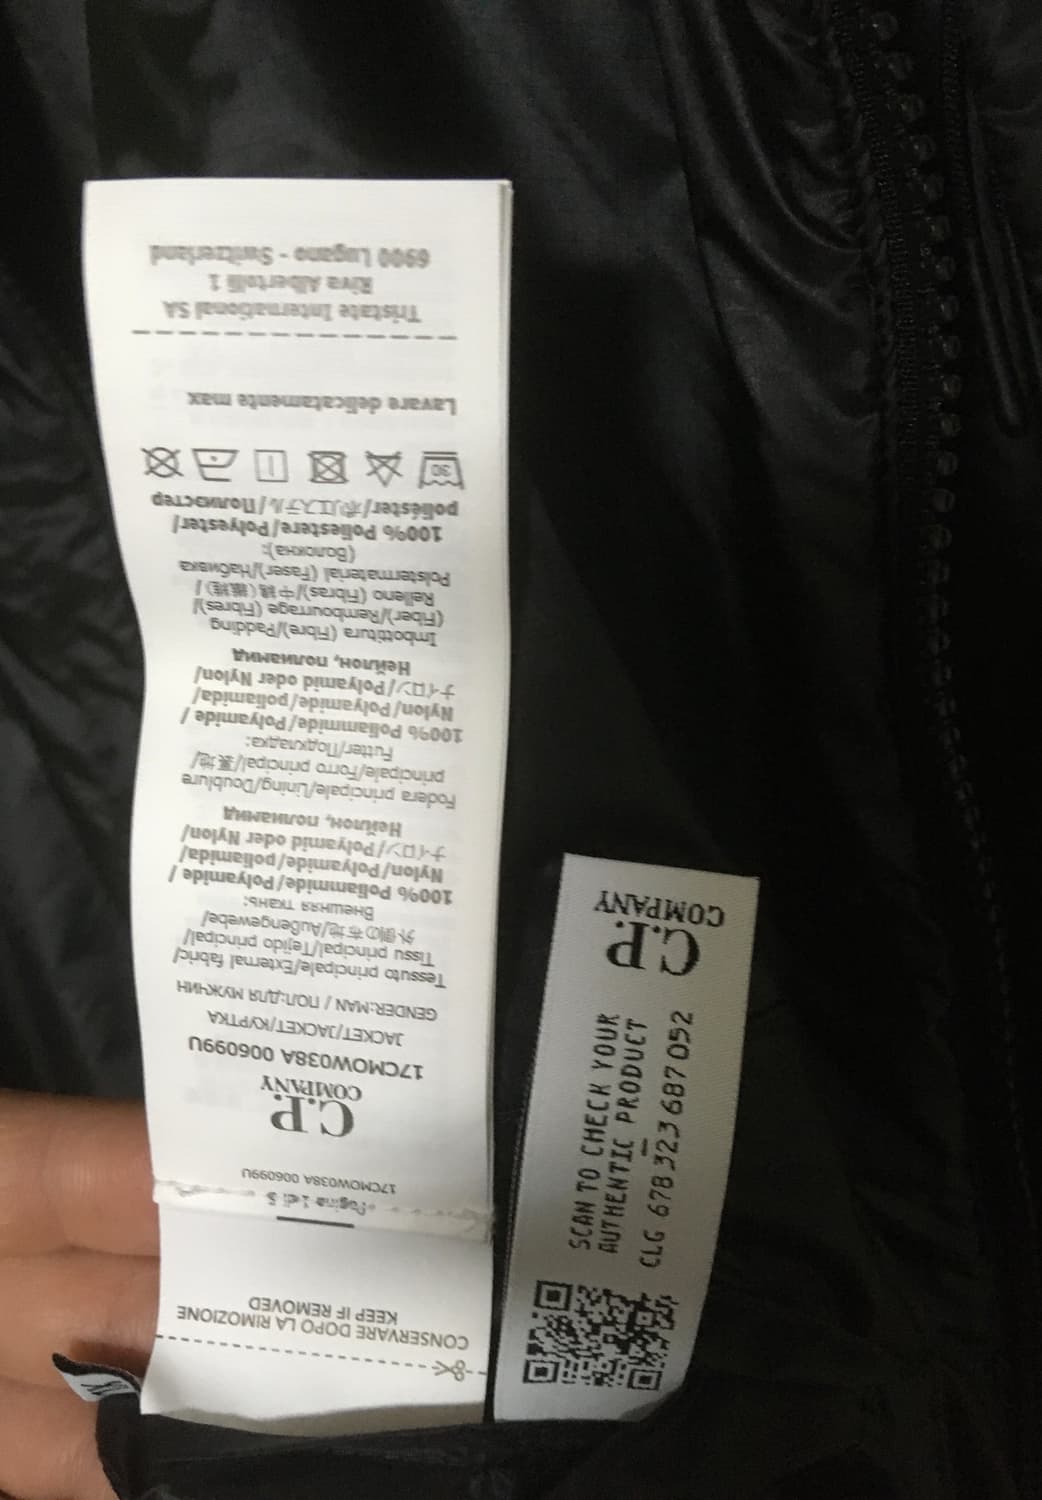 CONSERVARE DOPO LA RIMOZIONE
KEEP IF REMOVED
Pagina 1 di 5
17CMOW038A 006099U
C.P.
COMPANY
17CMOW038A 006099U
JACKET/JACKET/КУРТКА
GENDER:MAN / ПОЛ:ДЛЯ МУЖЧИН
Tessuto principale/External fabric/
Tissu principal/Tejido principal/
外側の布地/Außengewebe/
Внешняя ткань:
100% Poliammide/Polyamide /
Nylon/Polyamide/poliamida/
ナイロン/Polyamid oder Nylon/
Нейлон, полиамид
Fodera principale/Lining/Doublure
principale/Forro principal/裏地/
Futter/Подкладка:
100% Poliammide/Polyamide /
Nylon/Polyamide/poliamida/
ナイロン/Polyamid oder Nylon/
Нейлон, полиамид
Imbottitura (Fibre)/Padding
(Fiber)/Rembourrage (Fibres)/
Relleno (Fibras)/中綿(繊維)/
Polstermaterial (Faser)/Набивка
(Волокна):
100% Poliestere/Polyester/
poliéster/ポリエステル/Полиэстер
30
Lavare delicatamente max
Tristate International SA
Riva Albertolli 1
6900 Lugano - Switzerland
SCAN TO CHECK YOUR
AUTHENTIC PRODUCT
CLG 678 323 687 052
C.P.
COMPANY